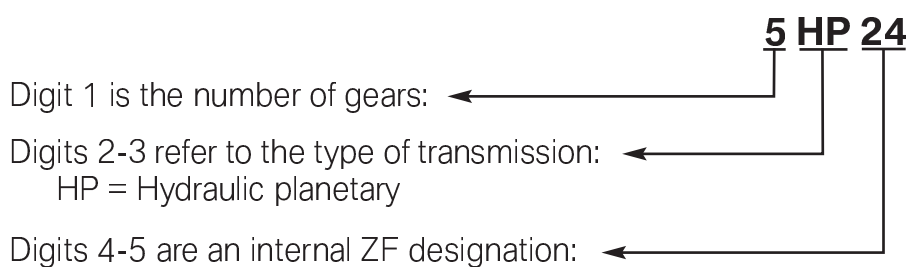 5 HP 24
Digit 1 is the number of gears:
Digits 2-3 refer to the type of transmission:
HP = Hydraulic planetary
Digits 4-5 are an internal ZF designation: